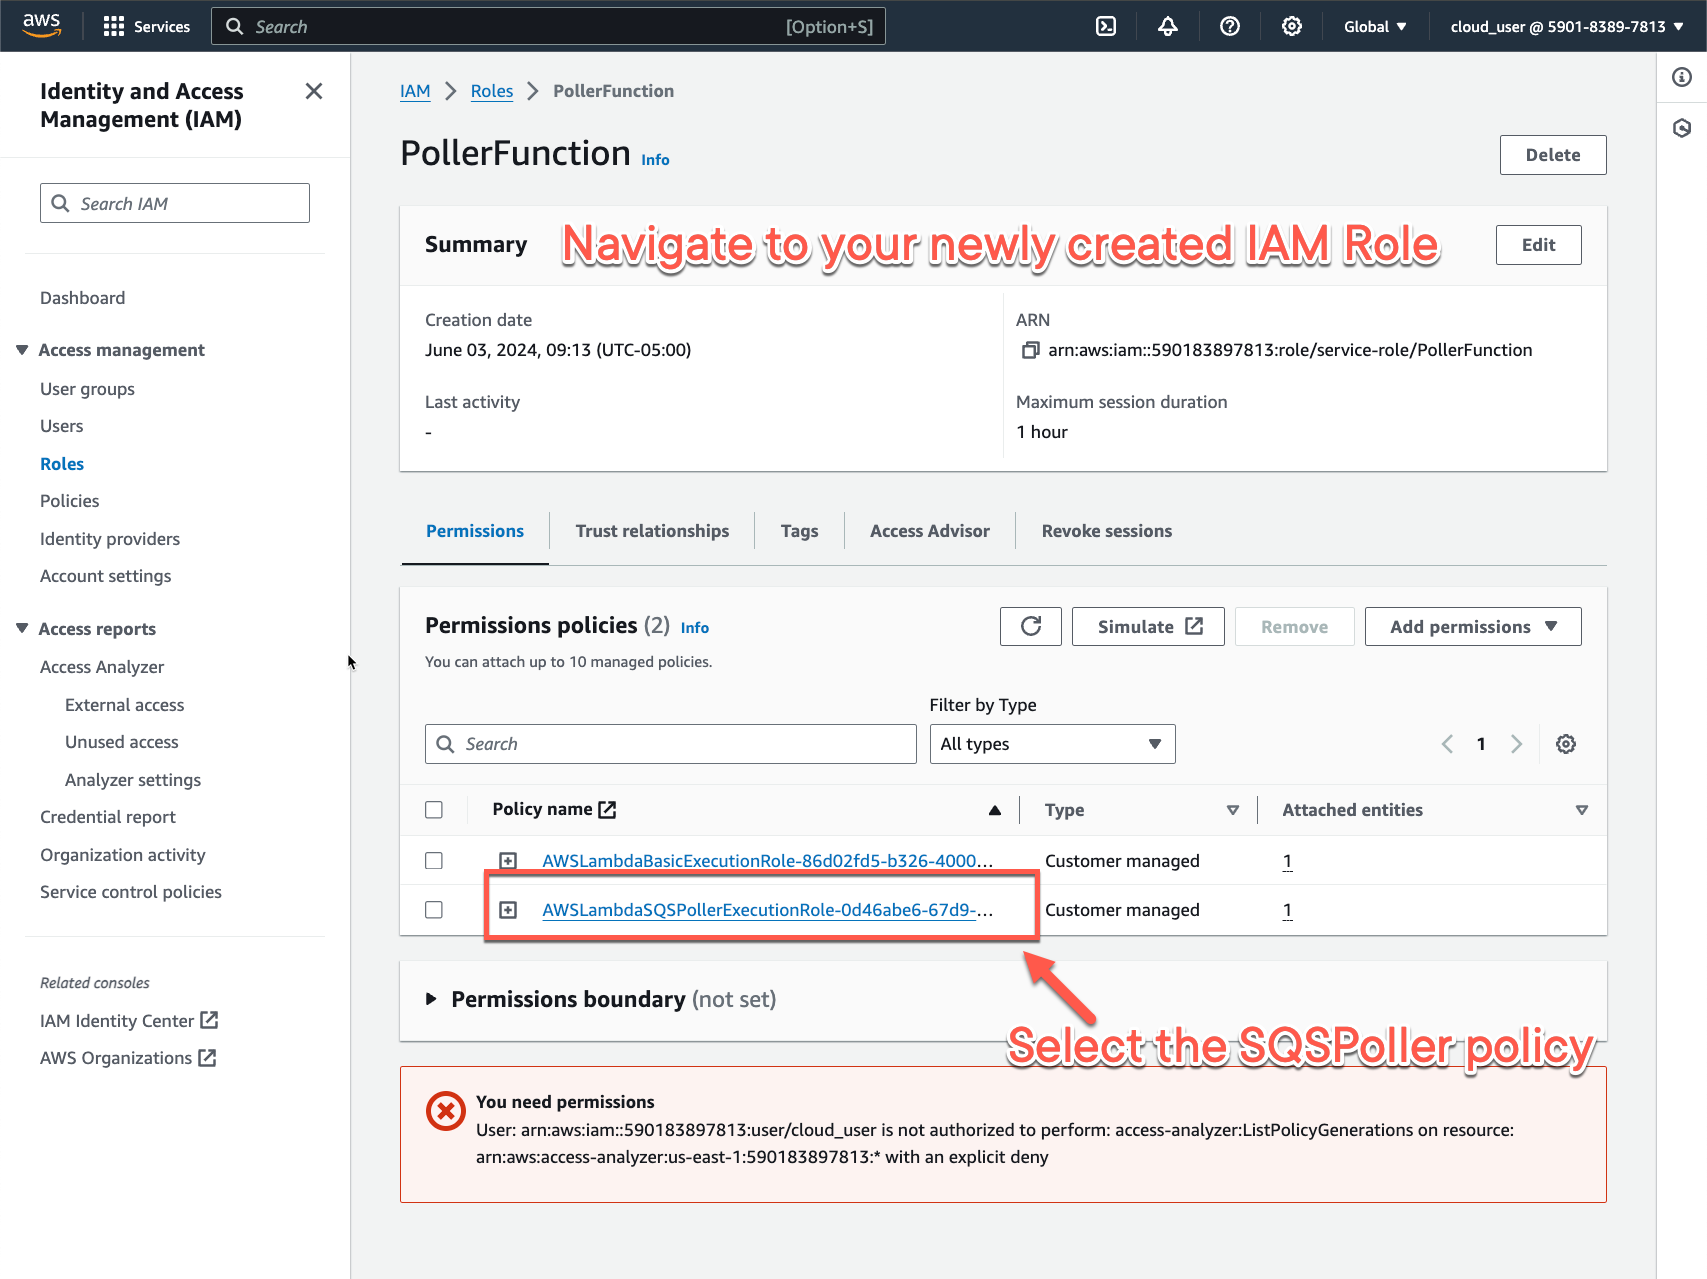 aws
Services
Search
[Option+S]
Global
cloud_user @ 5901-8389-7813
Identity and Access
Management (IAM)
Search IAM
Dashboard
Access management
User groups
Users
Roles
Policies
Identity providers
Account settings
Access reports
Access Analyzer
External access
Unused access
Analyzer settings
Credential report
Organization activity
Service control policies
Related consoles
IAM Identity Center
AWS Organizations
IAM
Roles
PollerFunction
PollerFunction Info
Delete
Summary
Navigate to your newly created IAM Role
Edit
Creation date
June 03, 2024, 09:13 (UTC-05:00)
ARN
arn:aws:iam::590183897813:role/service-role/PollerFunction
Last activity
-
Maximum session duration
1 hour
Permissions
Trust relationships
Tags
Access Advisor
Revoke sessions
Permissions policies (2) Info
Simulate
Remove
Add permissions
You can attach up to 10 managed policies.
Filter by Type
Search
All types
1
Policy name
Type
Attached entities
AWSLambdaBasicExecutionRole-86d02fd5-b326-4000...
Customer managed
1
AWSLambdaSQSPollerExecutionRole-0d46abe6-67d9-...
Customer managed
1
Permissions boundary (not set)
Select the SQSPoller policy
You need permissions
User: arn:aws:iam::590183897813:user/cloud_user is not authorized to perform: access-analyzer:ListPolicyGenerations on resource:
arn:aws:access-analyzer:us-east-1:590183897813:* with an explicit deny